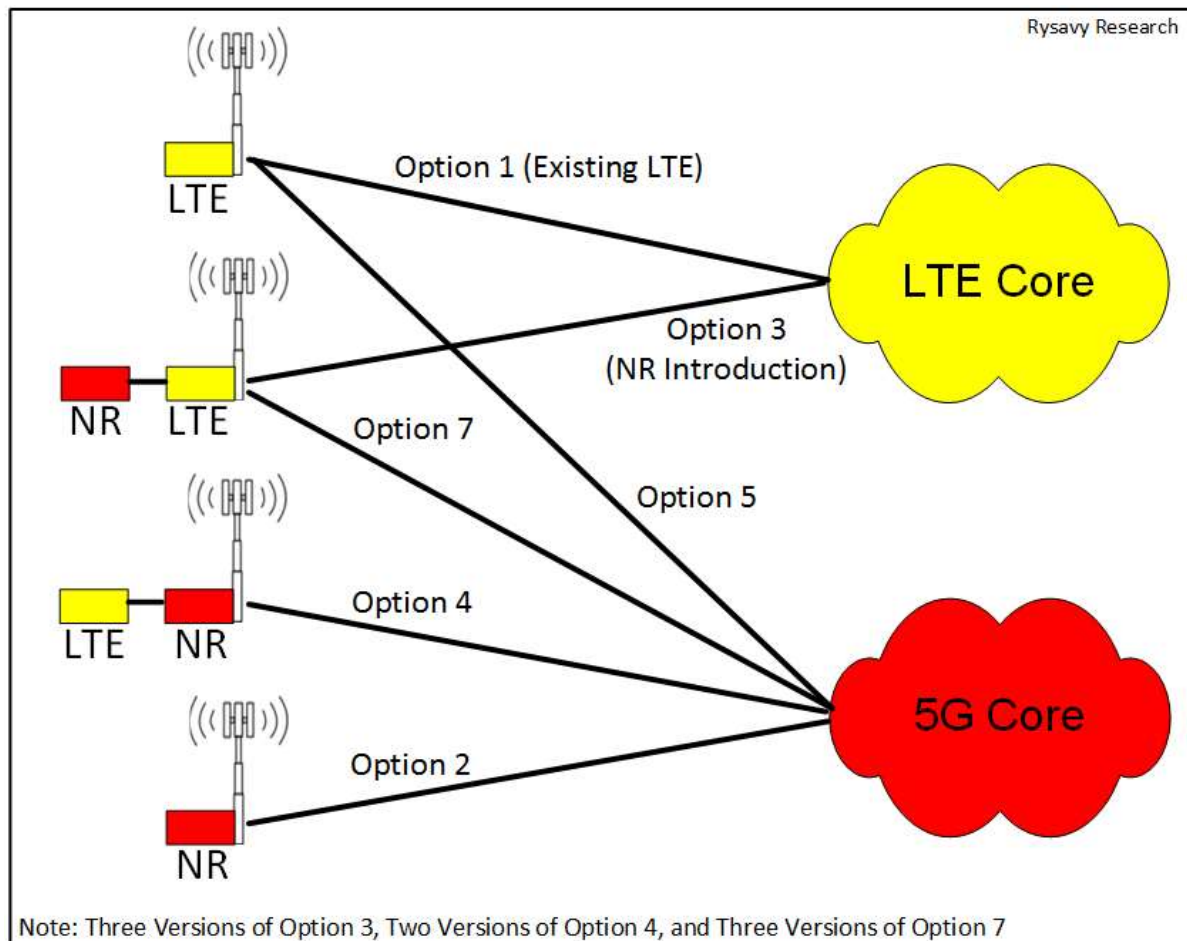 Rysavy Research
Option 1 (Existing LTE)
LTE
LTE Core
Option 3
(NR Introduction)
NR
LTE
Option 7
Option 5
Option 4
LTE
NR
5G Core
Option 2
NR
Note: Three Versions of Option 3, Two Versions of Option 4, and Three Versions of Option 7